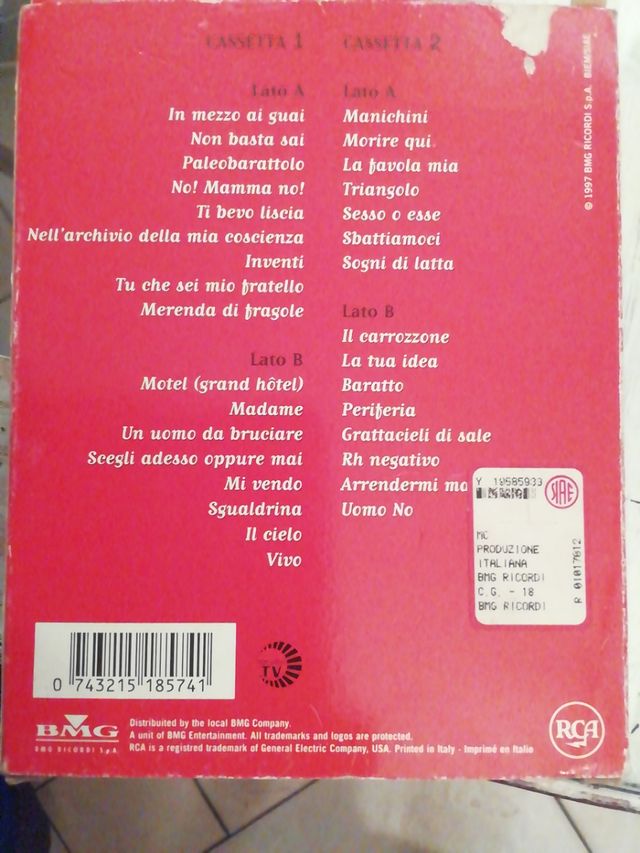 CASSETTA 1
Lato A
In mezzo ai guai
Non basta sai
Paleobarattolo
No! Mamma no!
Ti bevo liscia
Nell'archivio della mia coscienza
Inventi
Tu che sei mio fratello
Merenda di fragole
Lato B
Motel (grand hôtel)
Madame
Un uomo da bruciare
Scegli adesso oppure mai
Mi vendo
Sgualdrina
Il cielo
Vivo
CASSETTA 2
Lato A
Manichini
Morire qui
La favola mia
Triangolo
Sesso o esse
Sbattiamoci
Sogni di latta
Lato B
Il carrozzone
La tua idea
Baratto
Periferia
Grattacieli di sale
Rh negativo
Arrendermi ma
Uomo No
© 1997 BMG RICORDI S.p.A. BIEM/SIAE
Y 19685933
SIAE
MC
PRODUZIONE
ITALIANA
BMG RICORDI
C.G. - 18
BMG RICORDI
R 01017812
0 743215 185741
TV
BMG
BMG RICORDI S.p.A.
Distributed by the local BMG Company.
A unit of BMG Entertainment. All trademarks and logos are protected.
RCA is a registred trademark of General Electric Company, USA. Printed in Italy - Imprimé en Italie
RCA